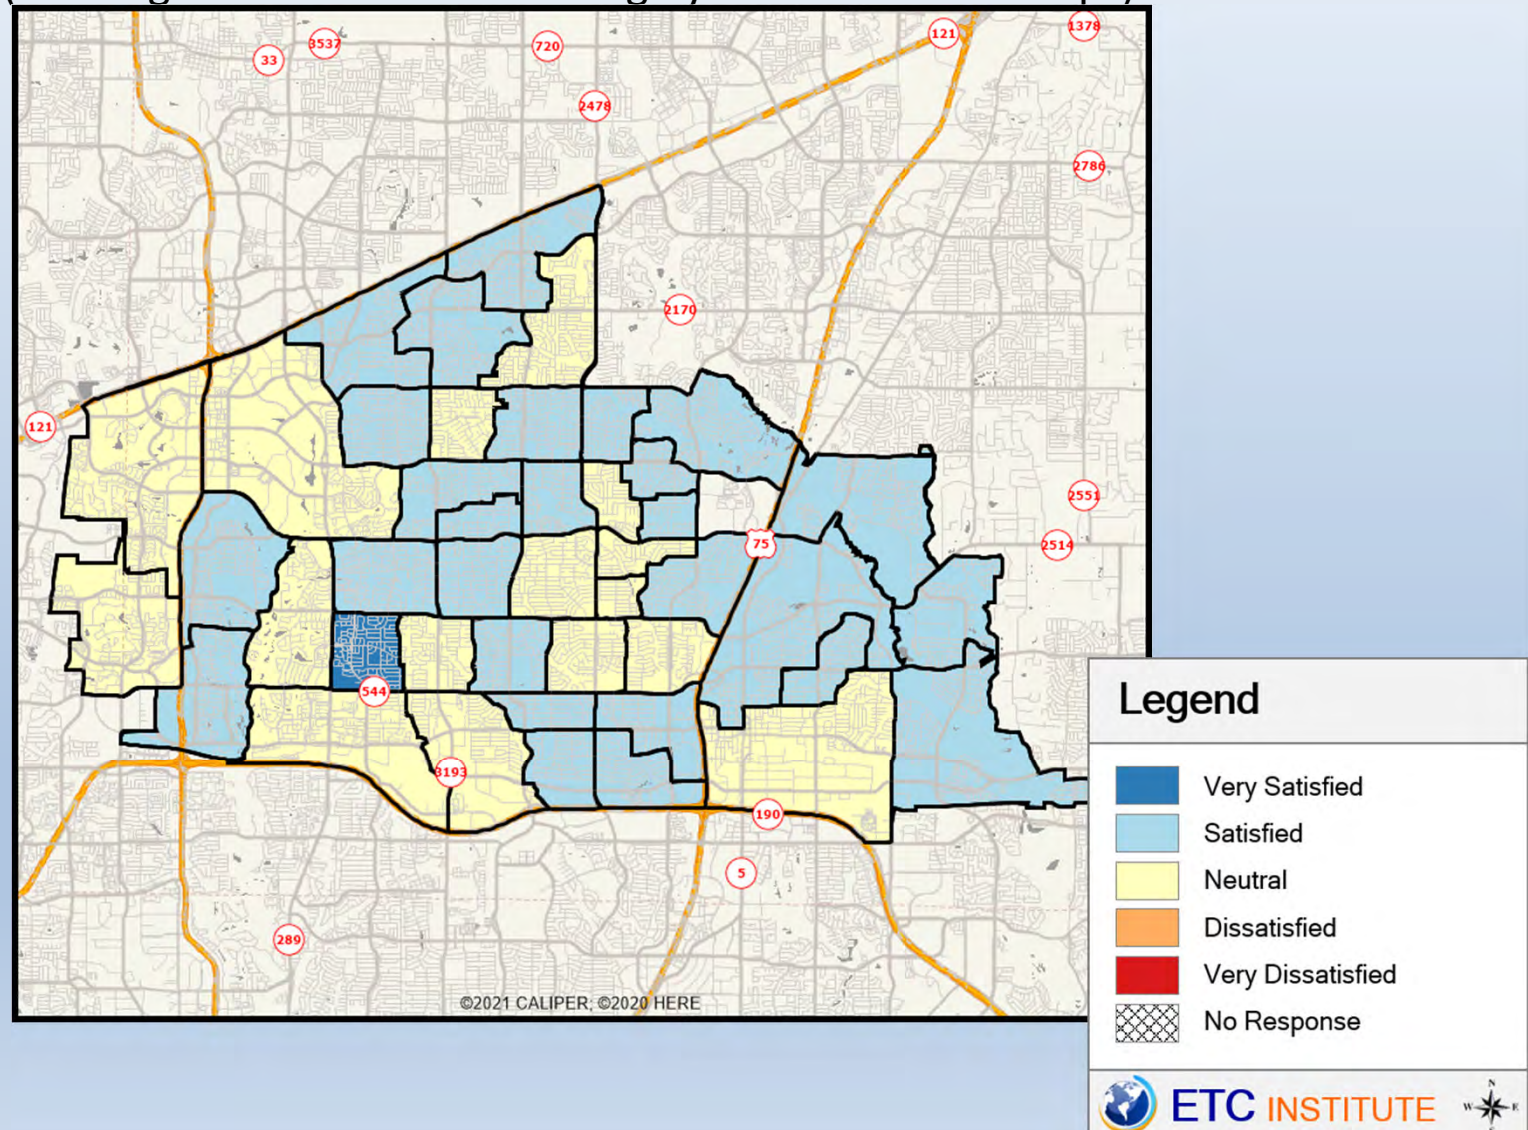 121
1378
3537
720
33
2478
2786
2170
121
2551
75
2514
544
3193
190
5
289
©2021 CALIPER; ©2020 HERE
Legend
Very Satisfied
Satisfied
Neutral
Dissatisfied
Very Dissatisfied
No Response
ETC INSTITUTE
N
W E